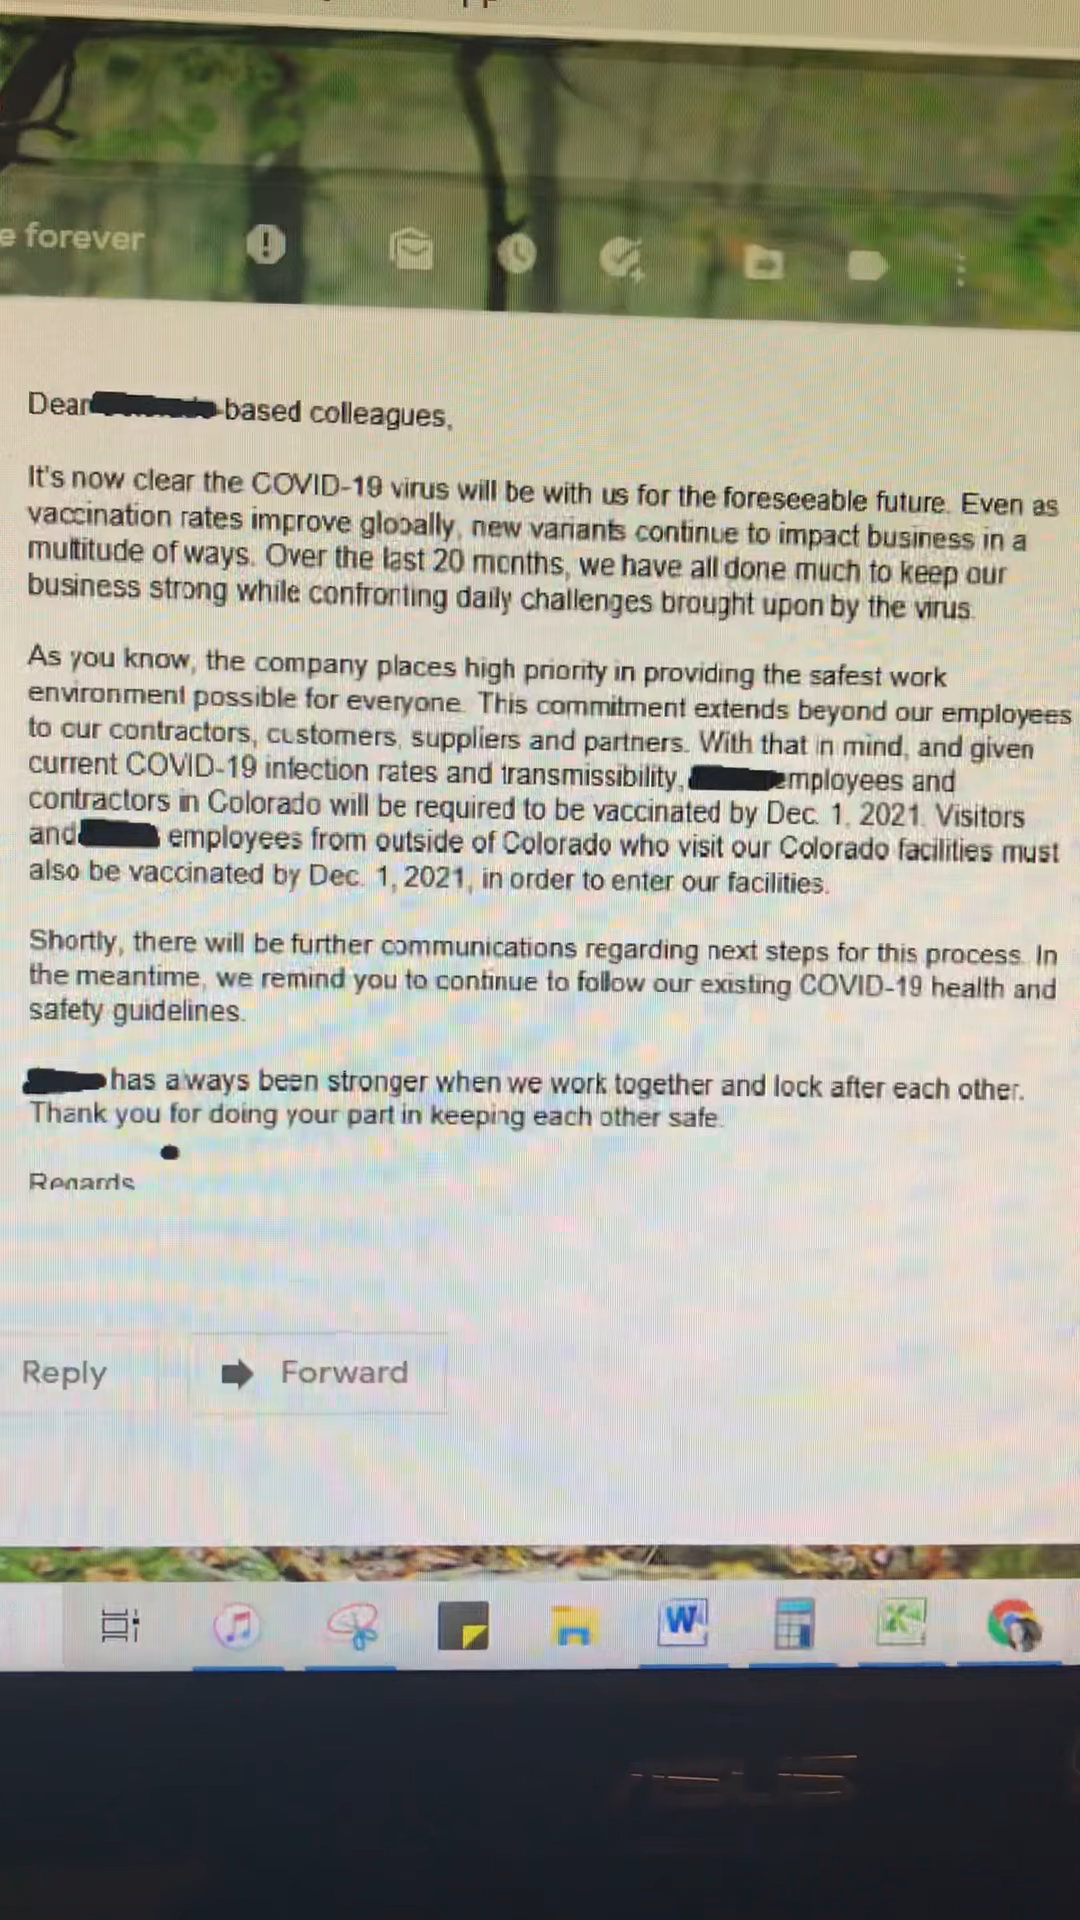 e forever
Dear -based colleagues,
It's now clear the COVID-19 virus will be with us for the foreseeable future. Even as
vaccination rates improve globally, new variants continue to impact business in a
multitude of ways. Over the last 20 months, we have all done much to keep our
business strong while confronting daily challenges brought upon by the virus.
As you know, the company places high priority in providing the safest work
environment possible for everyone. This commitment extends beyond our employees
to our contractors, customers, suppliers and partners. With that in mind, and given
current COVID-19 infection rates and transmissibility, employees and
contractors in Colorado will be required to be vaccinated by Dec. 1, 2021. Visitors
and employees from outside of Colorado who visit our Colorado facilities must
also be vaccinated by Dec. 1, 2021, in order to enter our facilities.
Shortly, there will be further communications regarding next steps for this process. In
the meantime, we remind you to continue to follow our existing COVID-19 health and
safety guidelines.
has always been stronger when we work together and look after each other.
Thank you for doing your part in keeping each other safe.
Regards
Reply
Forward
W
X
ASUS